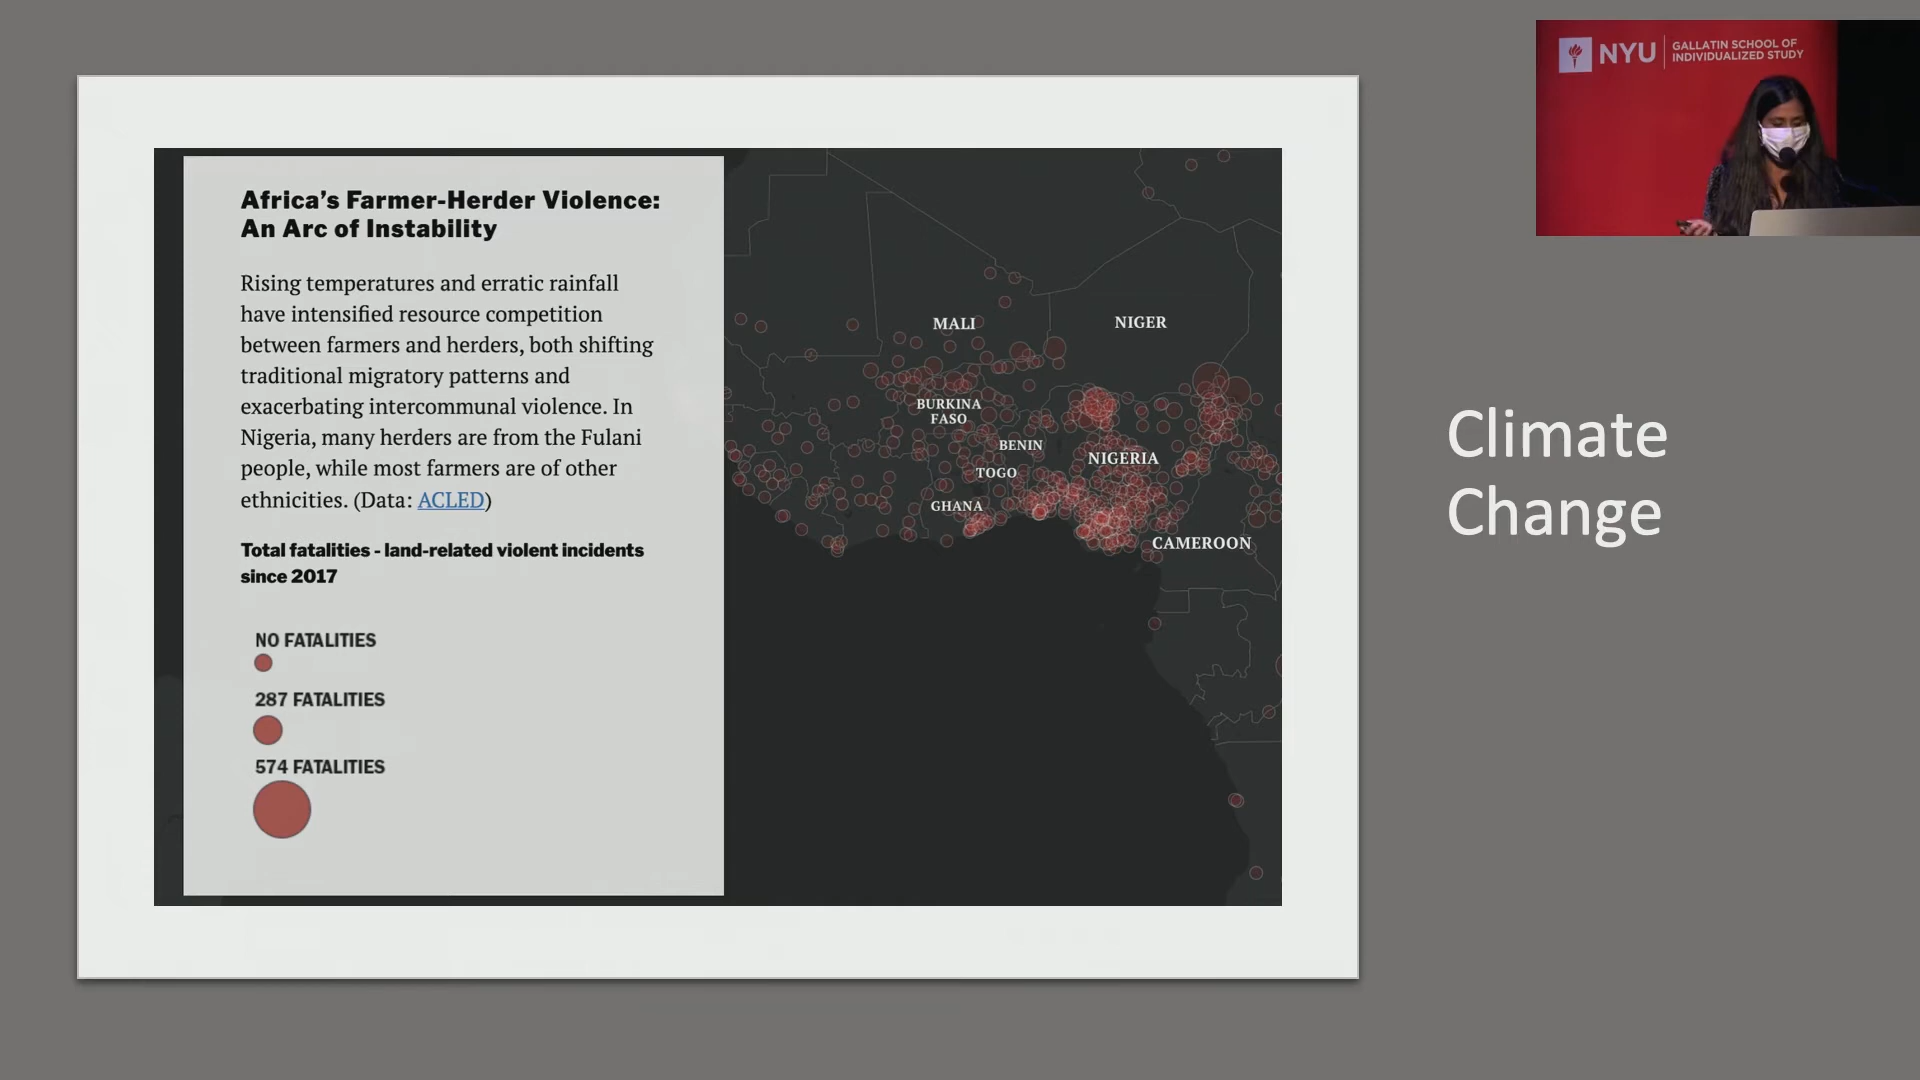 NYU
GALLATIN SCHOOL OF
INDIVIDUALIZED STUDY
Africa's Farmer-Herder Violence:
An Arc of Instability
Rising temperatures and erratic rainfall
have intensified resource competition
between farmers and herders, both shifting
traditional migratory patterns and
exacerbating intercommunal violence. In
Nigeria, many herders are from the Fulani
people, while most farmers are of other
ethnicities. (Data: ACLED)
Total fatalities - land-related violent incidents
since 2017
NO FATALITIES
287 FATALITIES
574 FATALITIES
MALI
NIGER
BURKINA
FASO
BENIN
NIGERIA
TOGO
GHANA
CAMEROON
Climate
Change